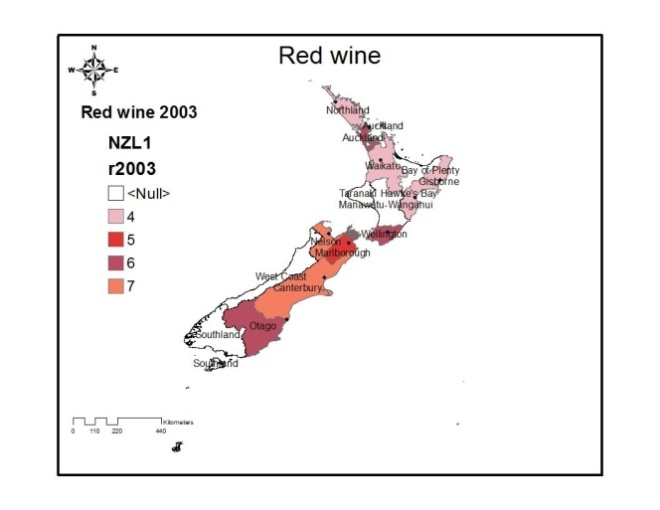 Red wine
N
W E
S
Red wine 2003
NZL1
r2003
<Null>
4
5
6
7
Northland
Auckland
Auckland
Waikato
Bay of Plenty
Gisborne
Taranaki Hawke's Bay
Manawatu-Wanganui
Wellington
Nelson
Marlborough
West Coast
Canterbury
Otago
Southland
Southland
Kilometers
0 110 220 440